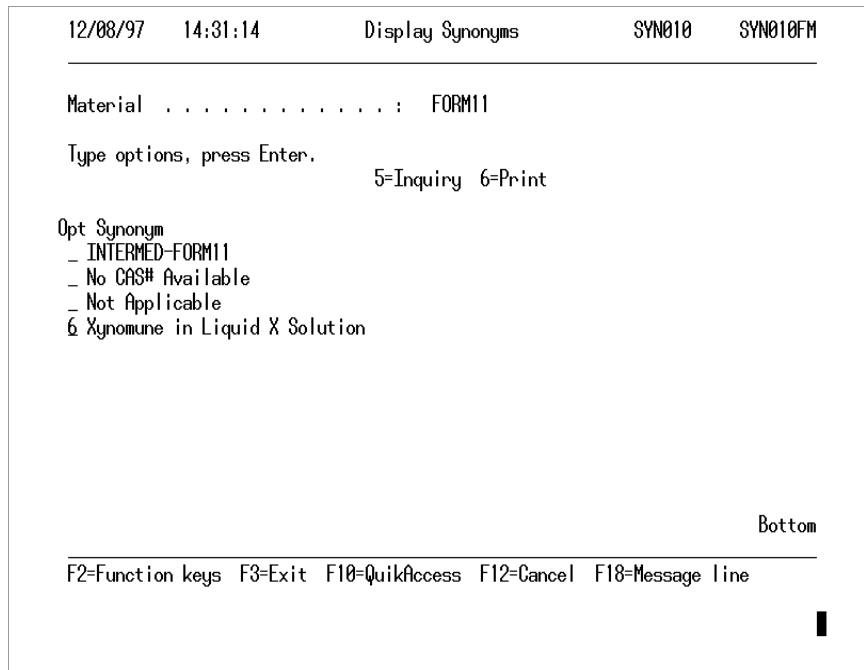 12/08/97 14:31:14 Display Synonyms SYN010 SYN010FM
Material . . . . . . . . . . . . : FORM11
Type options, press Enter.
5=Inquiry 6=Print
Opt Synonym
_ INTERMED-FORM11
_ No CAS# Available
_ Not Applicable
6 Xynomune in Liquid X Solution
Bottom
F2=Function keys F3=Exit F10=QuikAccess F12=Cancel F18=Message line